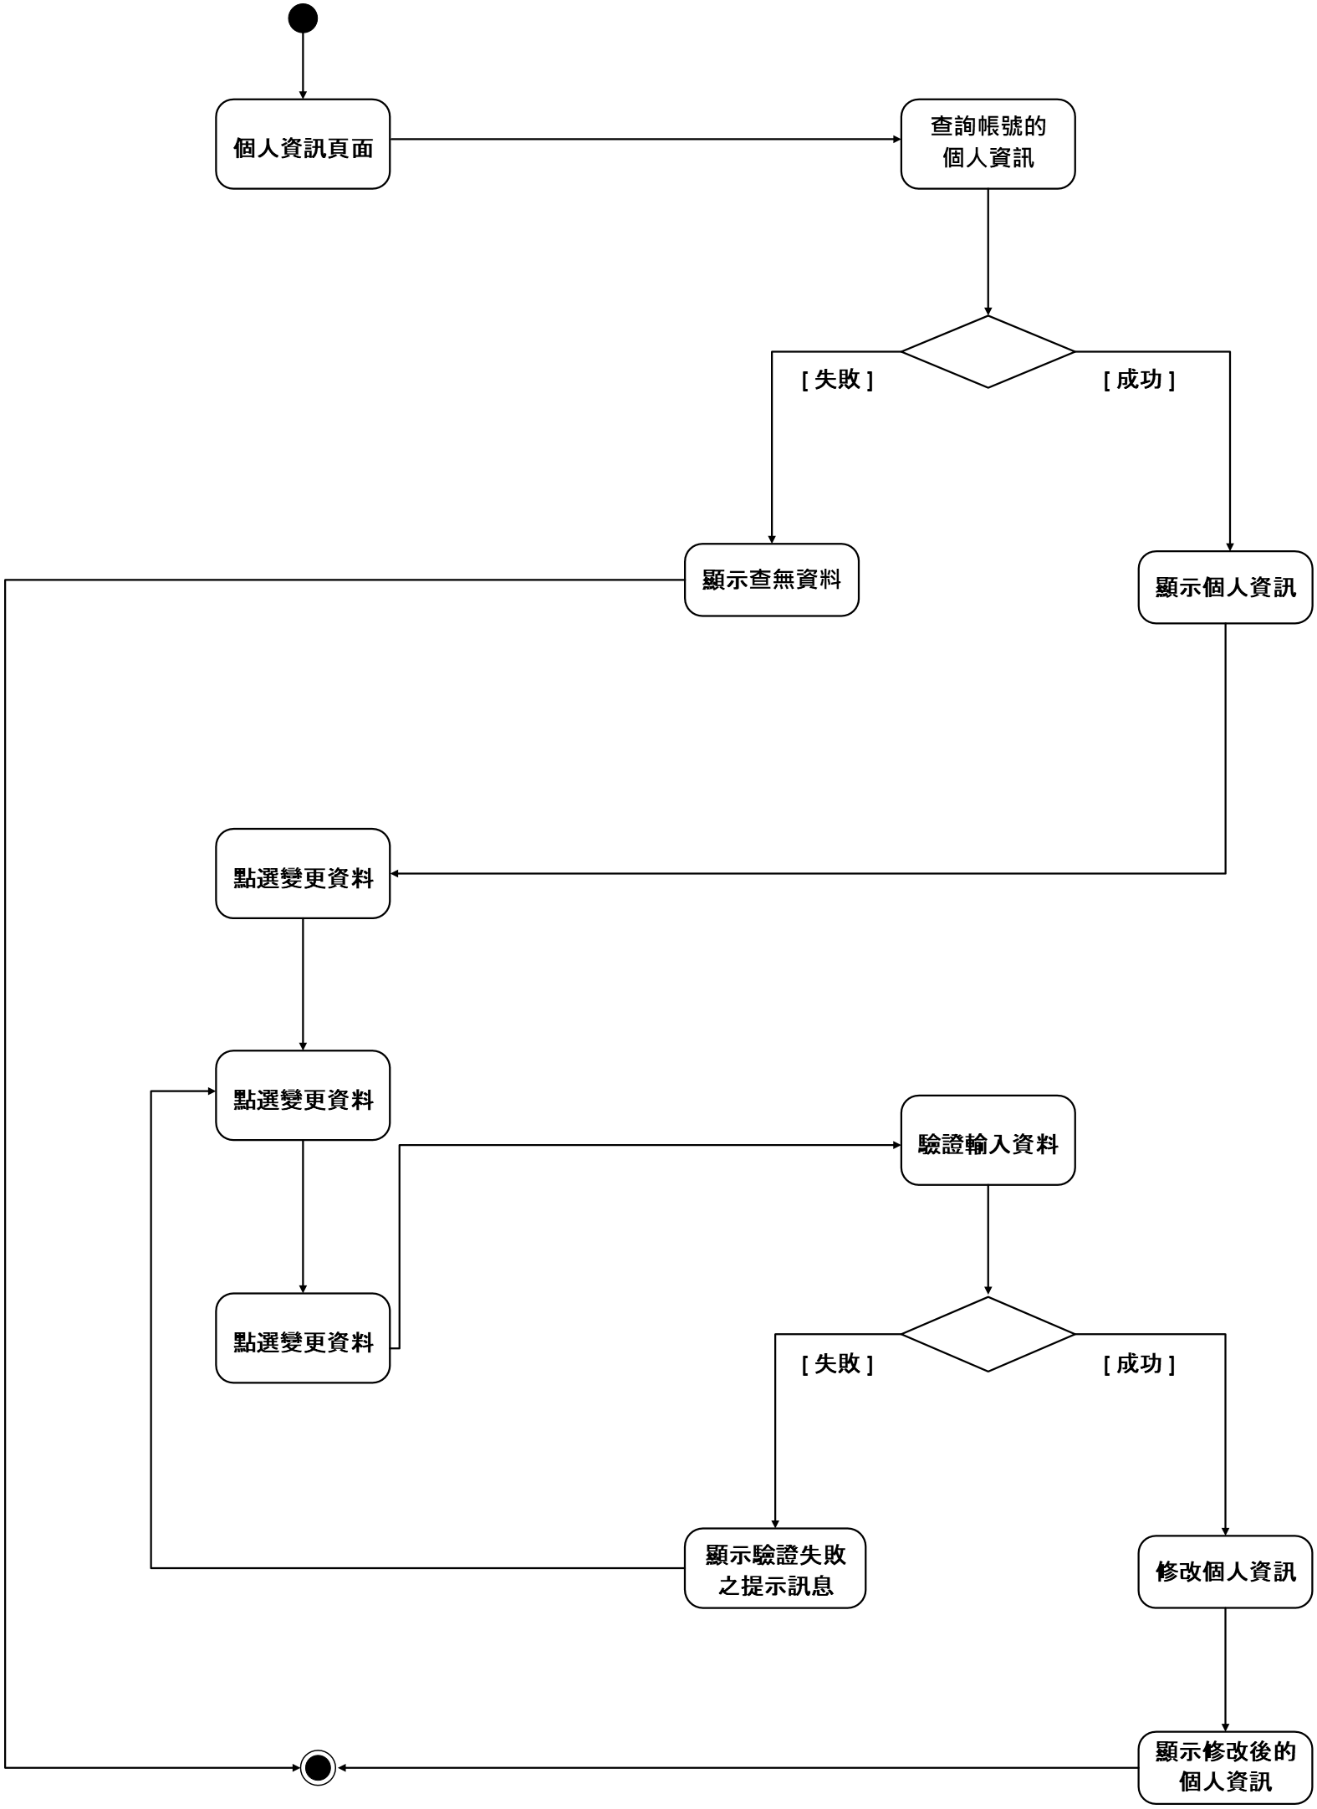 個人資訊頁面
查詢帳號的
個人資訊
[ 失敗 ]
[ 成功 ]
顯示查無資料
顯示個人資訊
點選變更資料
點選變更資料
驗證輸入資料
點選變更資料
[ 失敗 ]
[ 成功 ]
顯示驗證失敗
之提示訊息
修改個人資訊
顯示修改後的
個人資訊